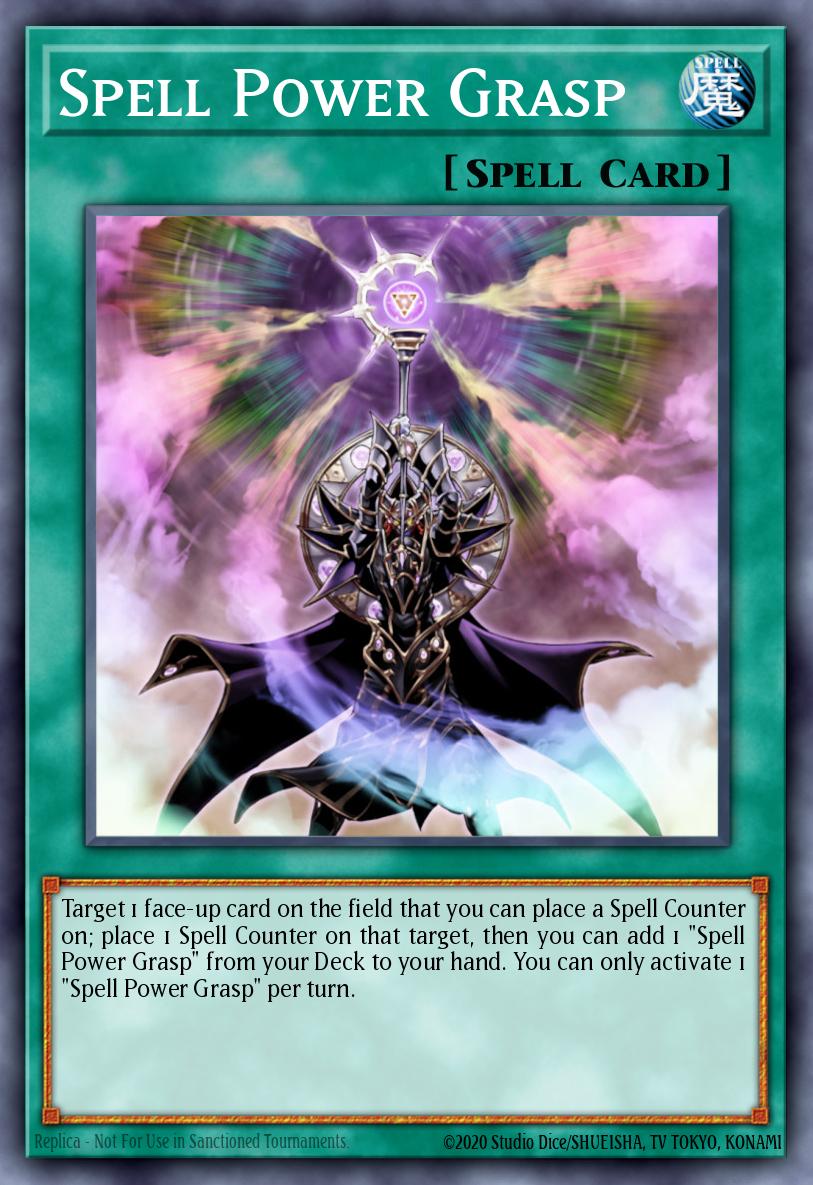 Spell Power Grasp
SPELL
魔
[Spell Card]
Target 1 face-up card on the field that you can place a Spell Counter
on; place 1 Spell Counter on that target, then you can add 1 "Spell
Power Grasp" from your Deck to your hand. You can only activate 1
"Spell Power Grasp" per turn.
Replica - Not For Use in Sanctioned Tournaments.
©2020 Studio Dice/SHUEISHA, TV TOKYO, KONAMI